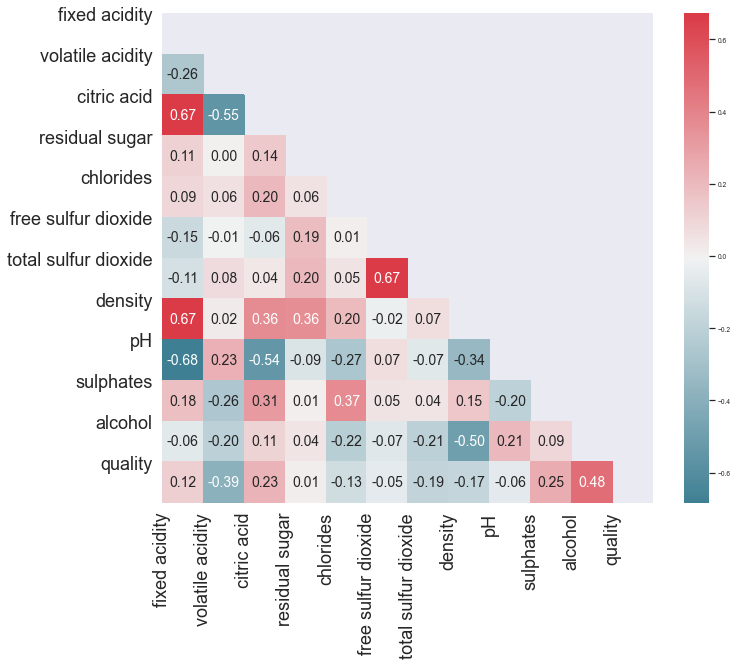 fixed acidity
volatile acidity
citric acid
residual sugar
chlorides
free sulfur dioxide
total sulfur dioxide
density
pH
sulphates
alcohol
quality
-0.26
0.67 -0.55
0.11 0.00 0.14
0.09 0.06 0.20 0.06
-0.15 -0.01 -0.06 0.19 0.01
-0.11 0.08 0.04 0.20 0.05 0.67
0.67 0.02 0.36 0.36 0.20 -0.02 0.07
-0.68 0.23 -0.54 -0.09 -0.27 0.07 -0.07 -0.34
0.18 -0.26 0.31 0.01 0.37 0.05 0.04 0.15 -0.20
-0.06 -0.20 0.11 0.04 -0.22 -0.07 -0.21 -0.50 0.21 0.09
0.12 -0.39 0.23 0.01 -0.13 -0.05 -0.19 -0.17 -0.06 0.25 0.48
fixed acidity
volatile acidity
citric acid
residual sugar
chlorides
free sulfur dioxide
total sulfur dioxide
density
pH
sulphates
alcohol
quality
0.6
0.4
0.2
0.0
-0.2
-0.4
-0.6